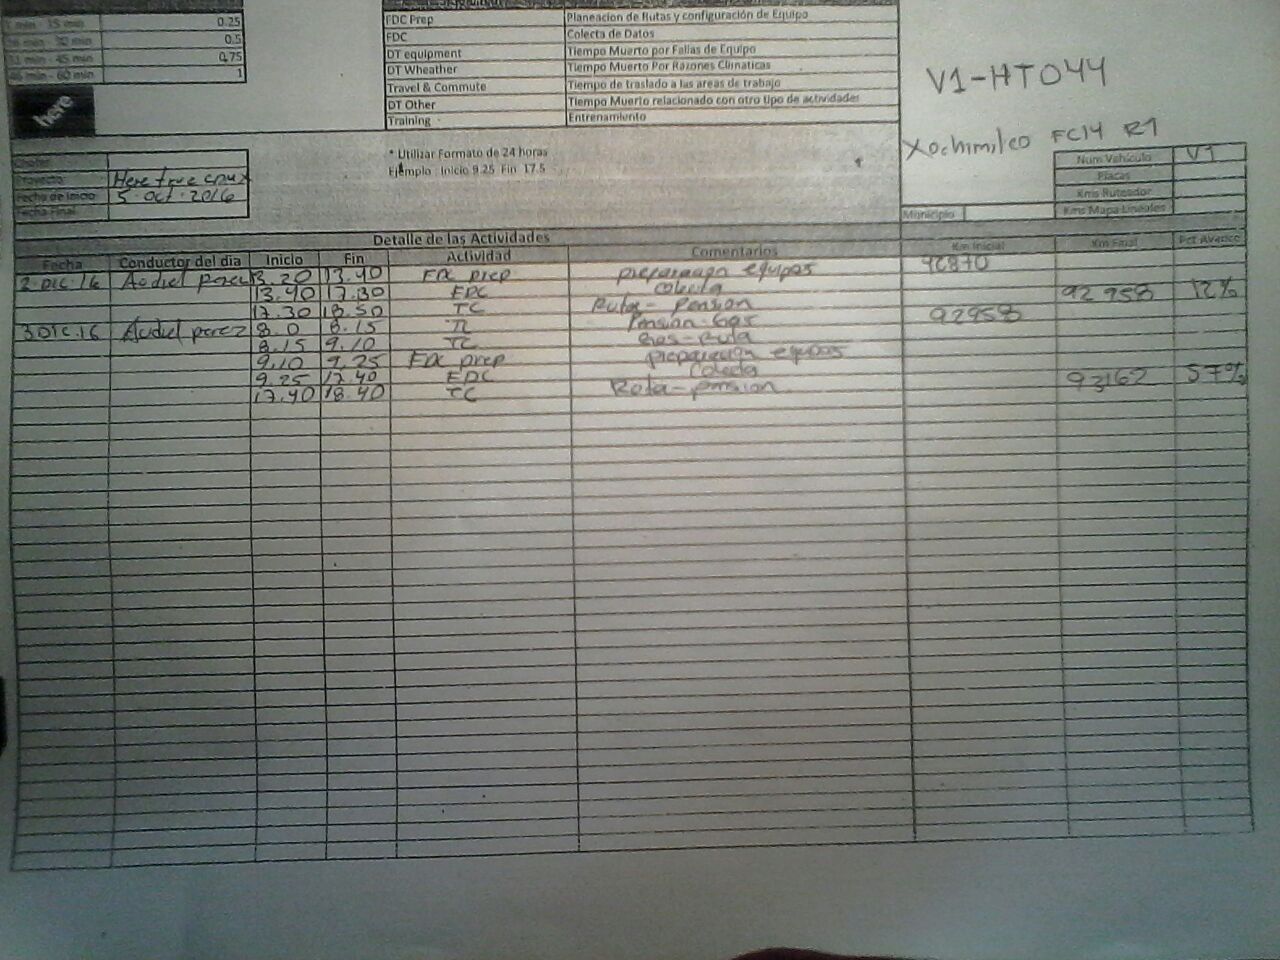 min - 15 min 0.25
16 min - 30 min 0.5
31 min - 45 min 0.75
46 min - 60 min 1
here
FDC Prep Planeacion de Rutas y configuración de Equipo
FDC Colecta de Datos
DT equipment Tiempo Muerto por Fallas de Equipo
DT Wheather Tiempo Muerto Por Razones Climaticas
Travel & Commute Tiempo de traslado a las areas de trabajo
DT Other Tiempo Muerto relacionado con otro tipo de actividades
Training Entrenamiento
V1-HT044
Xochimilco FC14 R1
* Utilizar Formato de 24 horas
Ejemplo : Inicio 9.25 Fin 17.5
Chofer
Proyecto Here true cruz
Fecha de Inicio 5. Oct. 2016
Fecha Final
Num Vehículo V1
Placas
Kms Ruteador
Municipio Kms Mapa Lineales
Detalle de las Actividades
Fecha Conductor del dia Inicio Fin Actividad Comentarios Km Inicial Km Final Pct Avance
2 DIC.16 Audiel perez 13.20 13.40 FDC prep preparacion equipos 92870
13.40 17.30 FDC colecta 92958 12%
17.30 18.50 TC Ruta - Pension
3 DIC.16 Audiel perez 8.0 8.15 TC Pension-Gas 92958
8.15 9.10 TC Gas-Ruta
9.10 9.25 FDC prep preparacion equipos
9.25 17.40 FDC Colecta 93162 57%
17.40 18.40 TC Ruta-pension